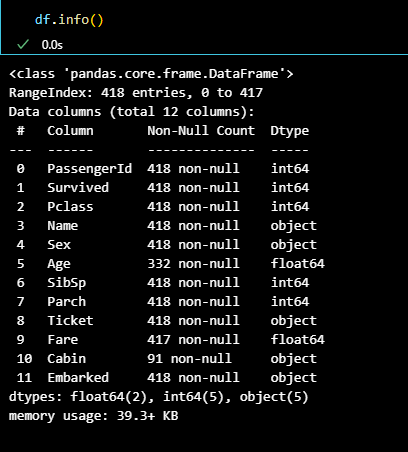 df.info()
✓ 0.0s
<class 'pandas.core.frame.DataFrame'>
RangeIndex: 418 entries, 0 to 417
Data columns (total 12 columns):
 #   Column       Non-Null Count  Dtype
---  ------       --------------  -----
 0   PassengerId  418 non-null    int64
 1   Survived     418 non-null    int64
 2   Pclass       418 non-null    int64
 3   Name         418 non-null    object
 4   Sex          418 non-null    object
 5   Age          332 non-null    float64
 6   SibSp        418 non-null    int64
 7   Parch        418 non-null    int64
 8   Ticket       418 non-null    object
 9   Fare         417 non-null    float64
 10  Cabin        91 non-null     object
 11  Embarked     418 non-null    object
dtypes: float64(2), int64(5), object(5)
memory usage: 39.3+ KB